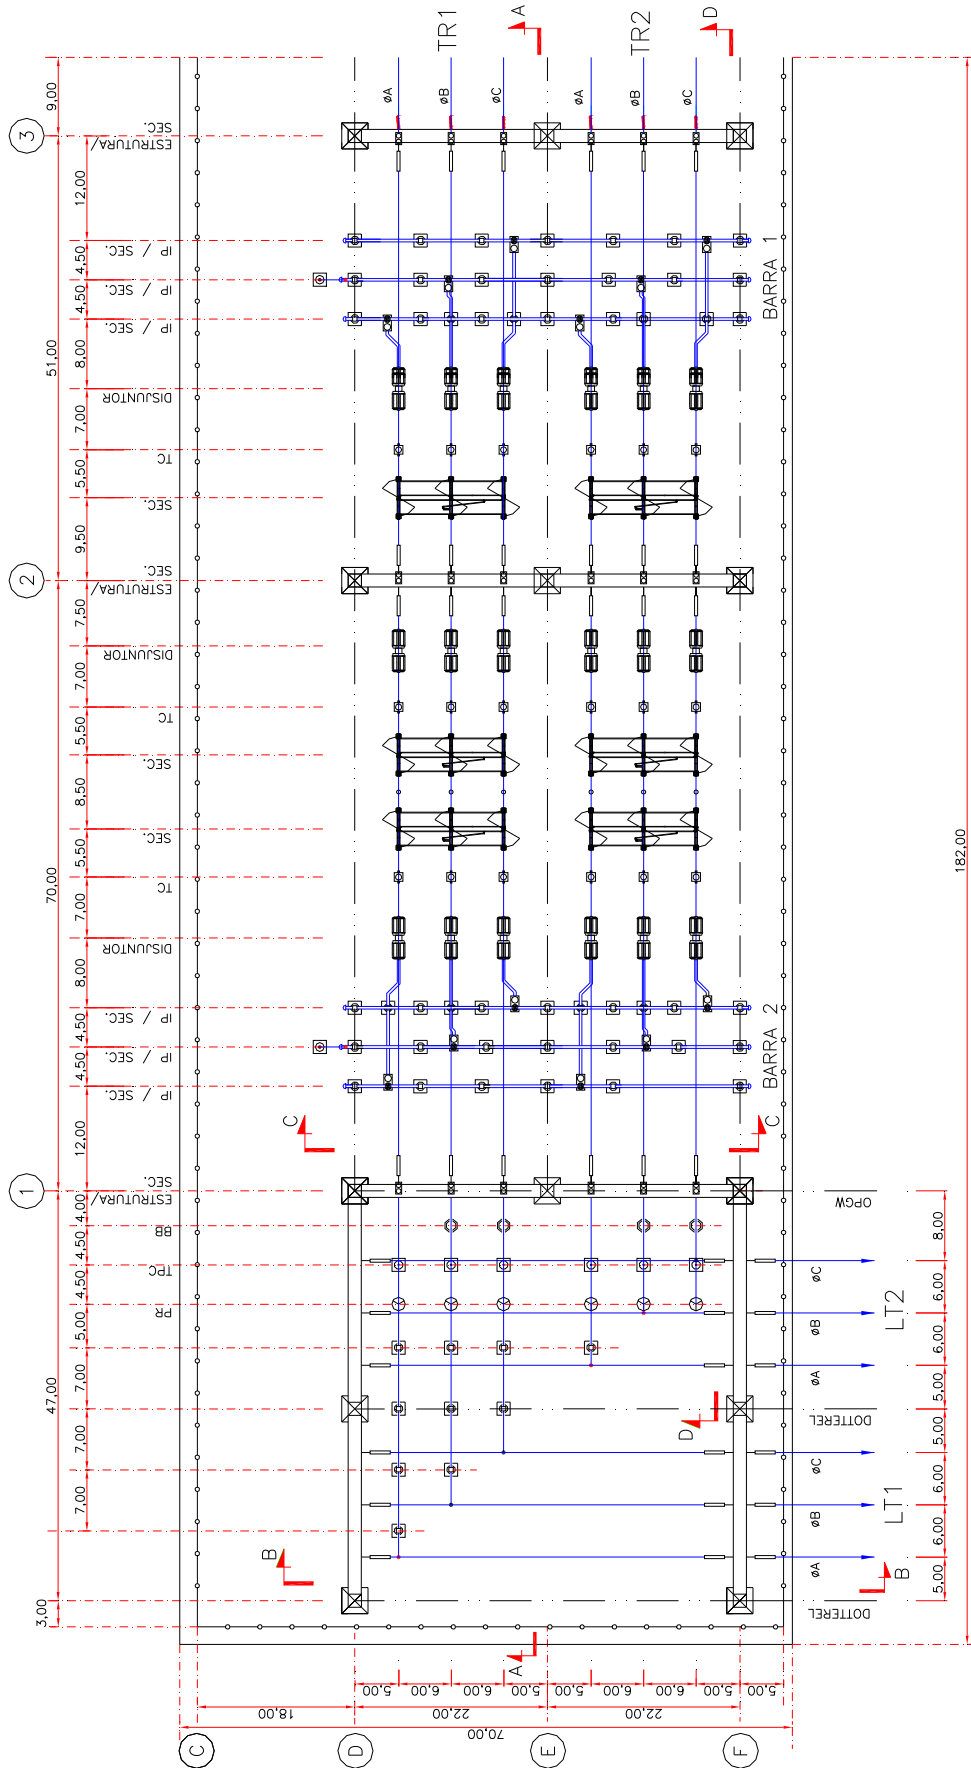 A
D
TR1
TR2
9,00
ØA
ØB
ØC
ØA
ØB
ØC
3
ESTRUTURA/
SEC.
12,00
IP / SEC.
4,50
IP / SEC.
4,50
IP / SEC.
BARRA 1
51,00
8,00
DISJUNTOR
7,00
TC
5,50
SEC.
9,50
2
ESTRUTURA/
SEC.
7,50
DISJUNTOR
7,00
TC
5,50
SEC.
8,50
SEC.
182,00
5,50
70,00
TC
7,00
DISJUNTOR
8,00
IP / SEC.
4,50
IP / SEC.
4,50
IP / SEC.
BARRA 2
C
C
12,00
1
ESTRUTURA/
SEC.
4,00
OPGW
BB
4,50
8,00
TPC
4,50
ØC
6,00
PR
5,00
ØB
LT2
6,00
7,00
ØA
5,00
47,00
D
DOTTEREL
7,00
5,00
ØC
6,00
7,00
ØB
LT1
6,00
B
ØA
B
5,00
3,00
DOTTEREL
A
5,00
6,00
6,00
5,00
5,00
6,00
6,00
5,00
5,00
18,00
22,00
22,00
70,00
C
D
E
F